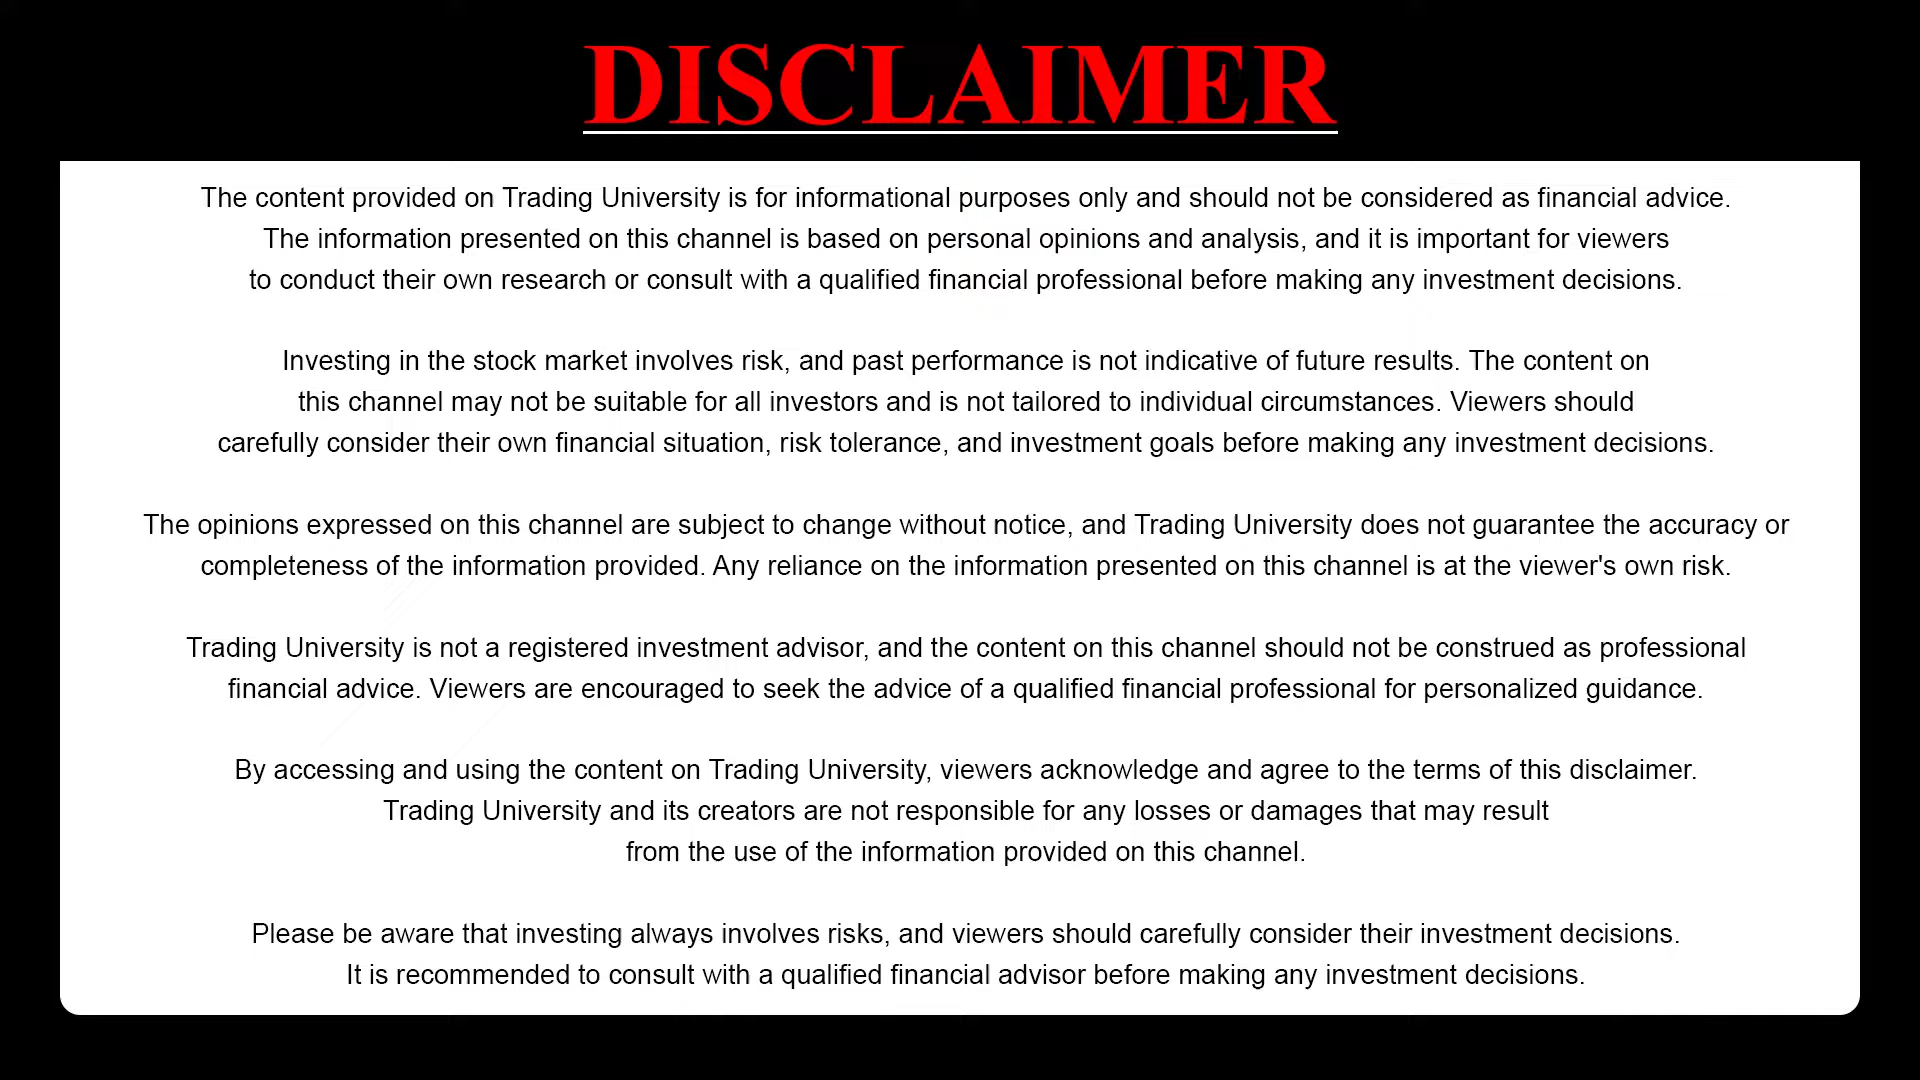 DISCLAIMER
The content provided on Trading University is for informational purposes only and should not be considered as financial advice.
The information presented on this channel is based on personal opinions and analysis, and it is important for viewers
to conduct their own research or consult with a qualified financial professional before making any investment decisions.
Investing in the stock market involves risk, and past performance is not indicative of future results. The content on
this channel may not be suitable for all investors and is not tailored to individual circumstances. Viewers should
carefully consider their own financial situation, risk tolerance, and investment goals before making any investment decisions.
The opinions expressed on this channel are subject to change without notice, and Trading University does not guarantee the accuracy or
completeness of the information provided. Any reliance on the information presented on this channel is at the viewer's own risk.
Trading University is not a registered investment advisor, and the content on this channel should not be construed as professional
financial advice. Viewers are encouraged to seek the advice of a qualified financial professional for personalized guidance.
By accessing and using the content on Trading University, viewers acknowledge and agree to the terms of this disclaimer.
Trading University and its creators are not responsible for any losses or damages that may result
from the use of the information provided on this channel.
Please be aware that investing always involves risks, and viewers should carefully consider their investment decisions.
It is recommended to consult with a qualified financial advisor before making any investment decisions.